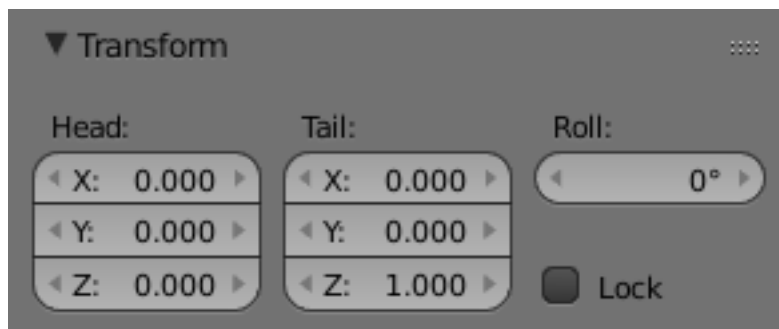 Transform
Head: Tail: Roll:
X: 0.000 X: 0.000 0°
Y: 0.000 Y: 0.000
Z: 0.000 Z: 1.000 Lock